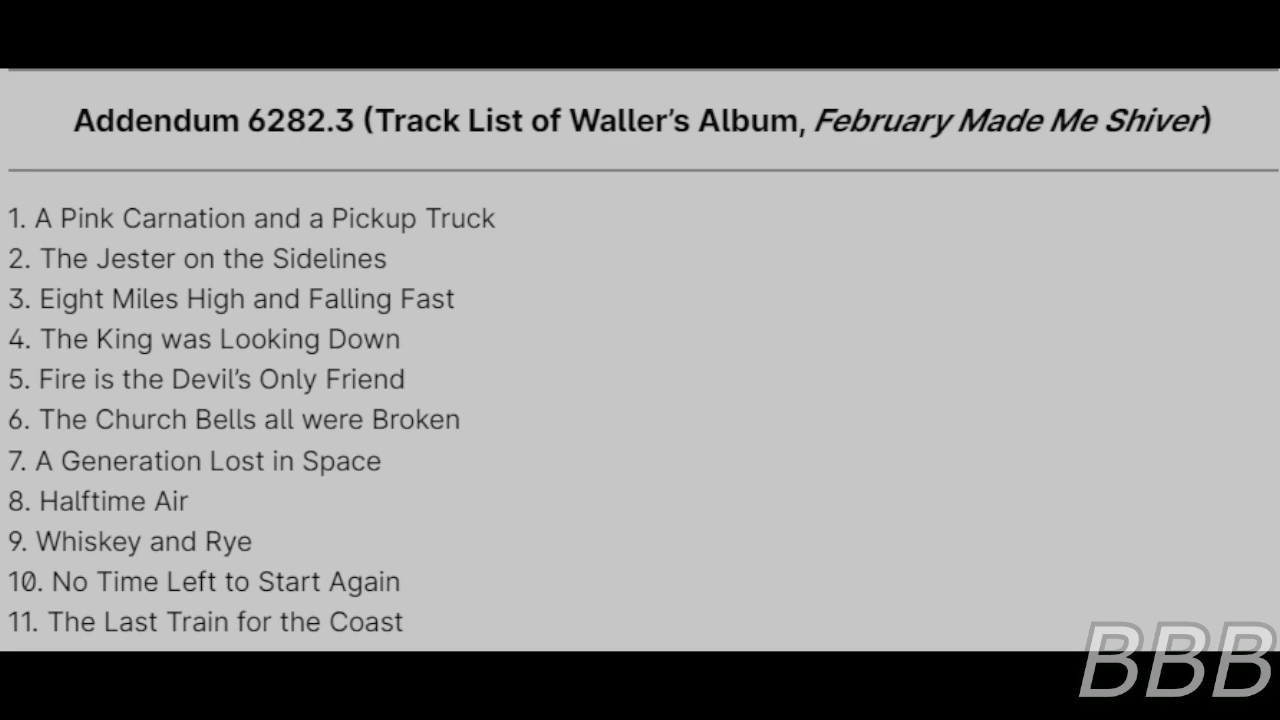 Addendum 6282.3 (Track List of Waller’s Album, February Made Me Shiver)
1. A Pink Carnation and a Pickup Truck
2. The Jester on the Sidelines
3. Eight Miles High and Falling Fast
4. The King was Looking Down
5. Fire is the Devil’s Only Friend
6. The Church Bells all were Broken
7. A Generation Lost in Space
8. Halftime Air
9. Whiskey and Rye
10. No Time Left to Start Again
11. The Last Train for the Coast
BBB